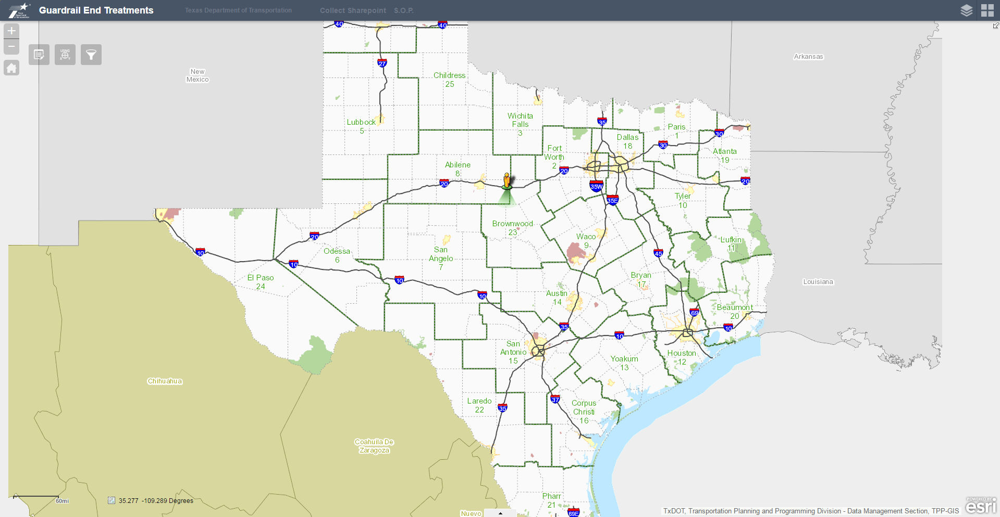 Guardrail End Treatments
Texas Department of Transportation
Collect Sharepoint
S.O.P.
Texas
Department
of Transportation
+
−
USNG
X
Y
40
40
27
New
Mexico
Arkansas
Childress
25
Wichita
Falls
3
Lubbock
5
35
Paris
1
30
Dallas
18
30
Fort
Worth
2
Atlanta
19
Abilene
8
20
20
20
35W
35E
Tyler
10
Brownwood
23
20
Waco
9
Lufkin
11
10
Odessa
6
San
Angelo
7
45
10
El Paso
24
10
Bryan
17
Louisiana
10
Austin
14
Beaumont
20
69
35
10
10
San
Antonio
15
Houston
12
Yoakum
13
Chihuahua
Laredo
22
35
37
Corpus
Christi
16
Coahuila De
Zaragoza
Pharr
21
60mi
35.277 -109.289 Degrees
Nuevo
69E
TxDOT, Transportation Planning and Programming Division - Data Management Section, TPP-GIS
POWERED BY
esri